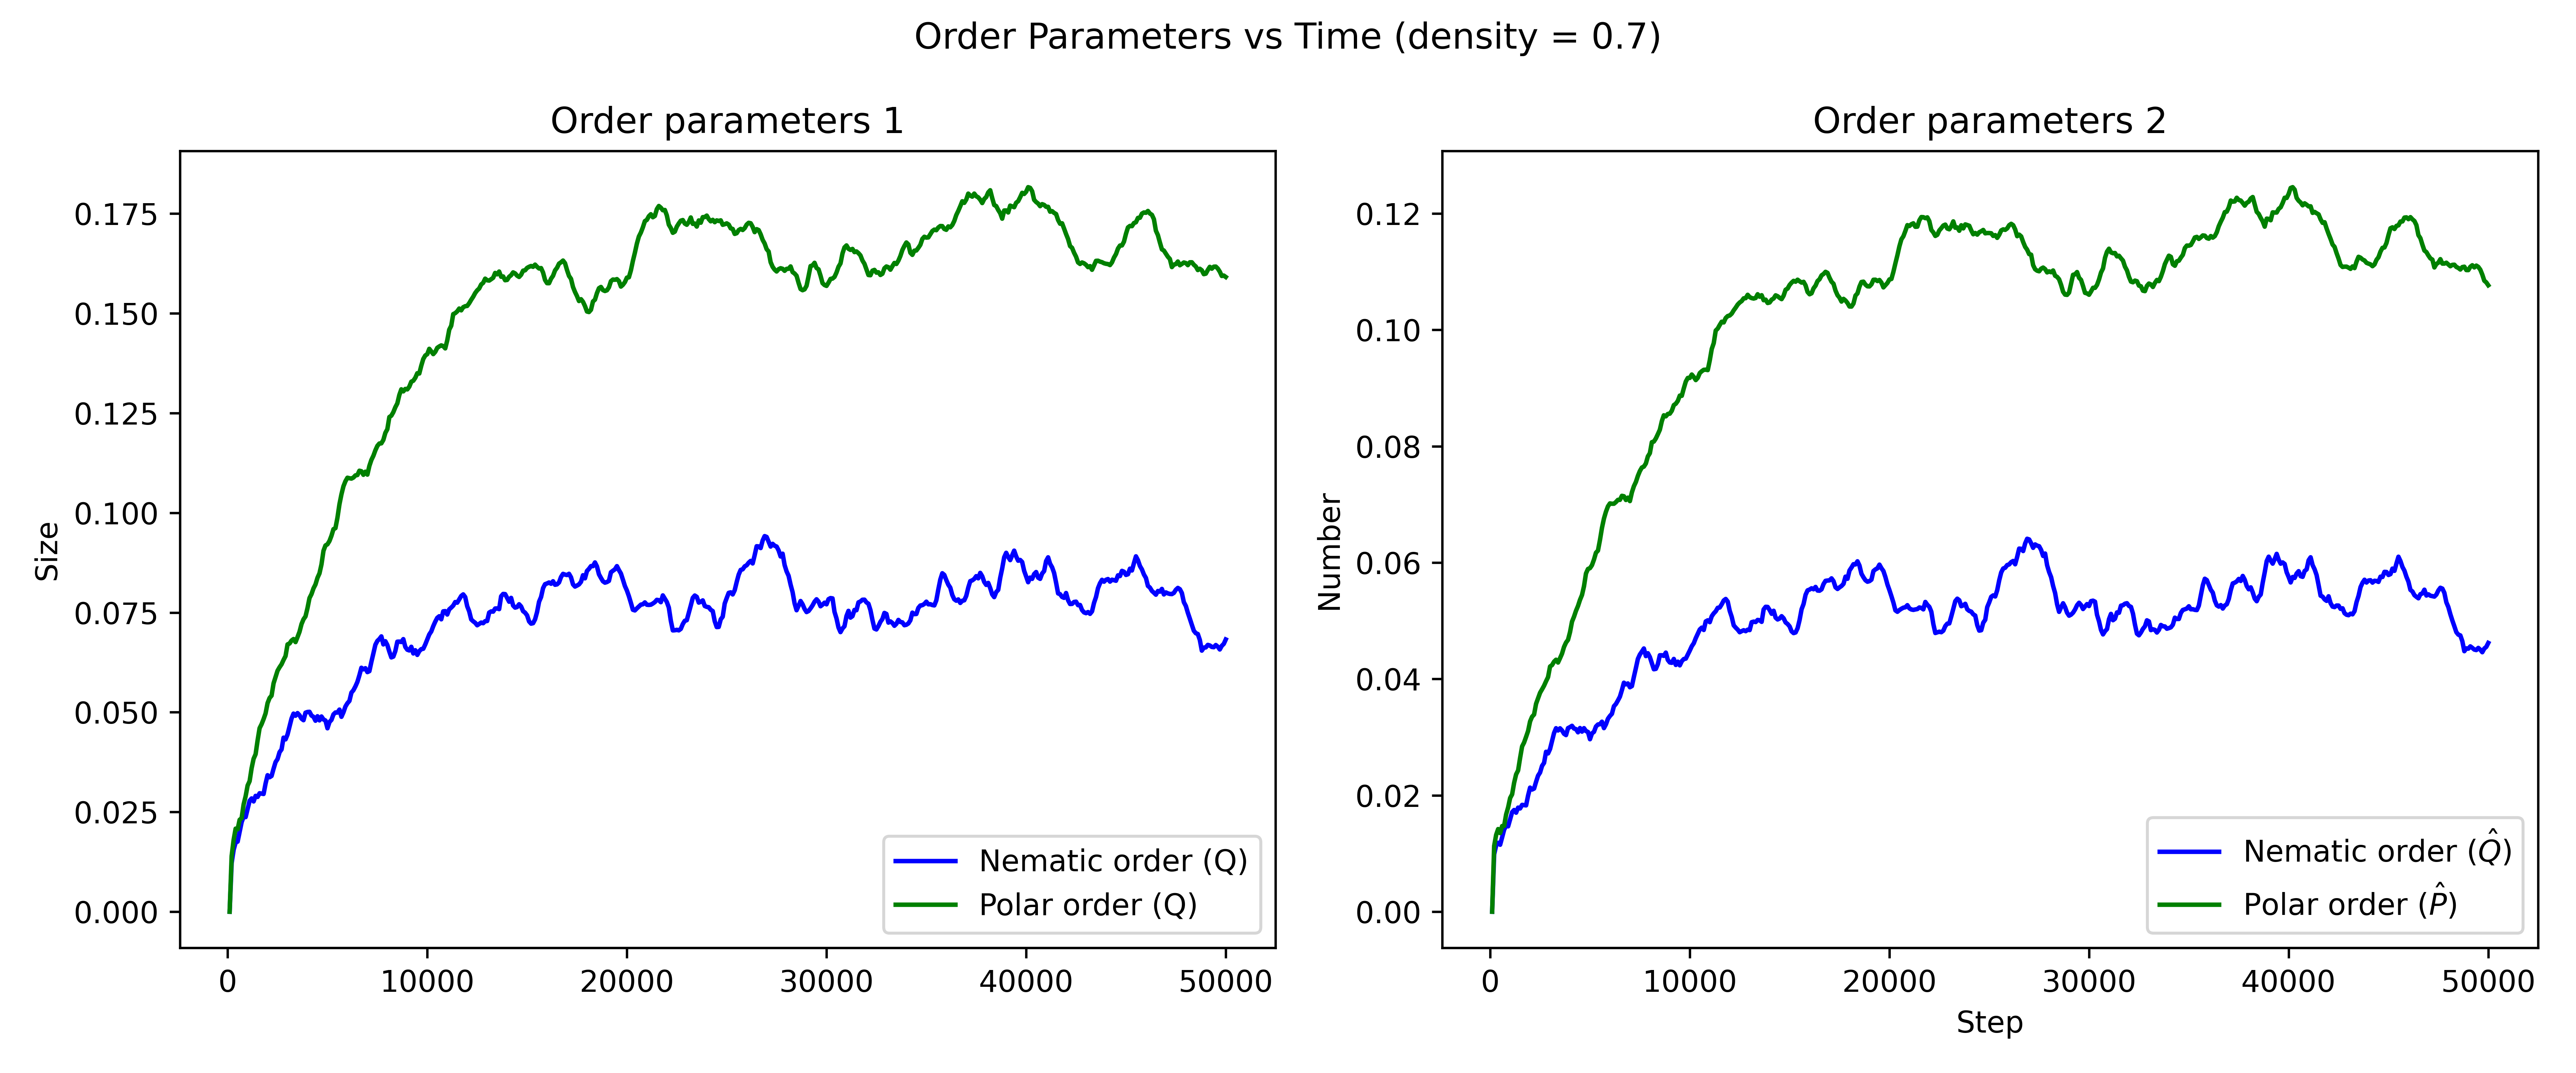 Order Parameters vs Time (density = 0.7)
Order parameters 1
Size
0.175
0.150
0.125
0.100
0.075
0.050
0.025
0.000
0 10000 20000 30000 40000 50000
Nematic order (Q)
Polar order (Q)
Order parameters 2
Number
0.12
0.10
0.08
0.06
0.04
0.02
0.00
0 10000 20000 30000 40000 50000
Step
Nematic order (Q̂)
Polar order (P̂)